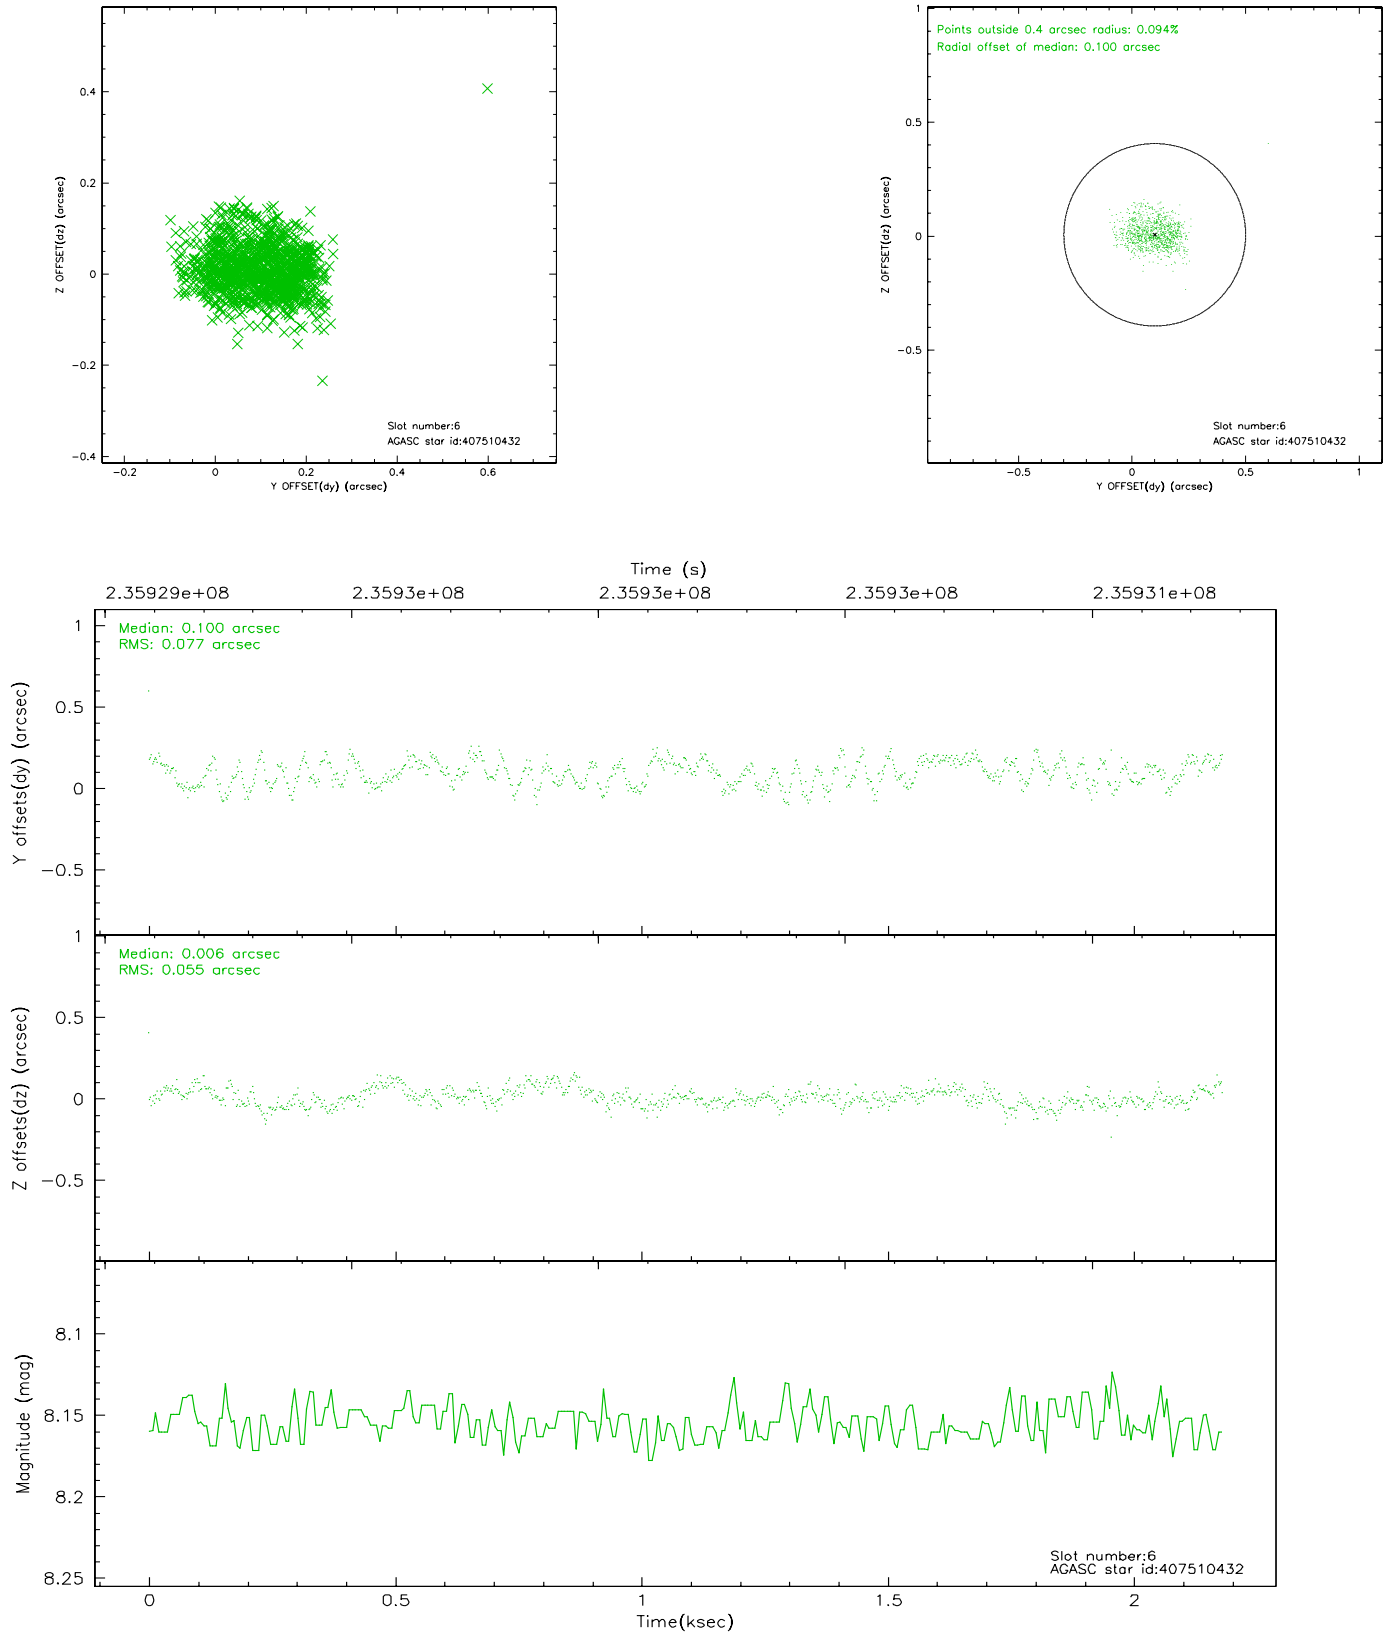 0.4
0.2
0
−0.2
−0.4
Z OFFSET(dz) (arcsec)
Slot number:6
AGASC star id:407510432
−0.2 0 0.2 0.4 0.6
Y OFFSET(dy) (arcsec)
1
0.5
0
−0.5
Z OFFSET(dz) (arcsec)
Points outside 0.4 arcsec radius: 0.094%
Radial offset of median: 0.100 arcsec
Slot number:6
AGASC star id:407510432
−0.5 0 0.5 1
Y OFFSET(dy) (arcsec)
Time (s)
2.35929e+08 2.3593e+08 2.3593e+08 2.3593e+08 2.35931e+08
Median: 0.100 arcsec
RMS: 0.077 arcsec
1
0.5
0
−0.5
Y offsets(dy) (arcsec)
Median: 0.006 arcsec
RMS: 0.055 arcsec
1
0.5
0
−0.5
Z offsets(dz) (arcsec)
8.1
8.15
8.2
8.25
Magnitude (mag)
Slot number:6
AGASC star id:407510432
0 0.5 1 1.5 2
Time(ksec)